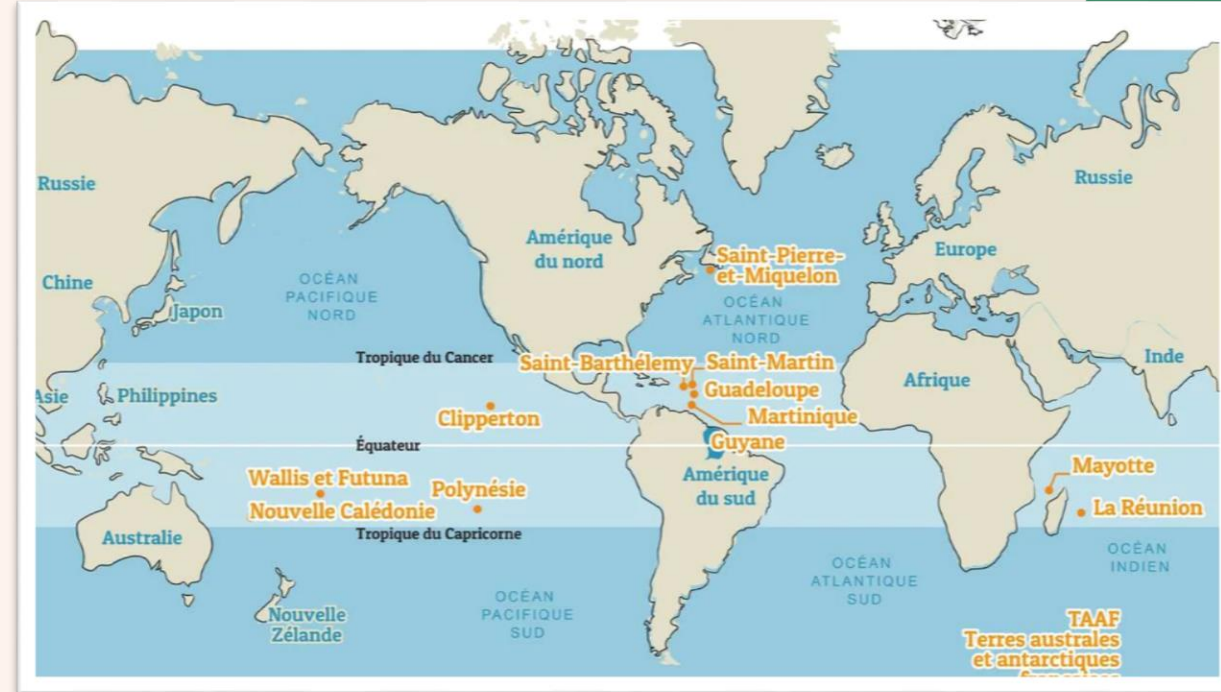 Russie
Russie
Amérique
du nord
Europe
Saint-Pierre-
et-Miquelon
Chine
OCÉAN
PACIFIQUE
NORD
OCÉAN
ATLANTIQUE
NORD
Japon
Tropique du Cancer
Saint-Barthélemy
Saint-Martin
Inde
Afrique
Asie
Philippines
Guadeloupe
Clipperton
Martinique
Équateur
Guyane
Mayotte
Wallis et Futuna
Polynésie
Amérique
du sud
Nouvelle Calédonie
La Réunion
Australie
Tropique du Capricorne
OCÉAN
INDIEN
OCÉAN
ATLANTIQUE
SUD
OCÉAN
PACIFIQUE
SUD
Nouvelle
Zélande
TAAF
Terres australes
et antarctiques